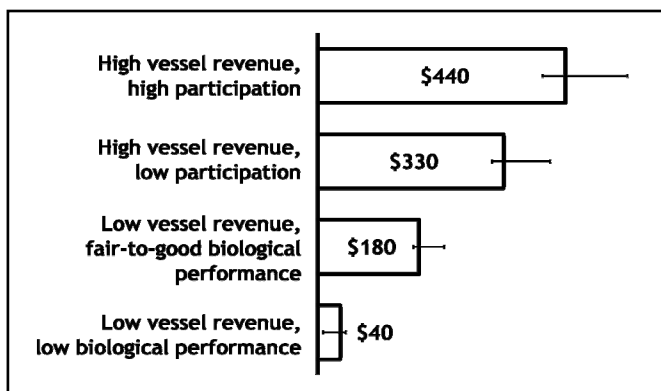 High vessel revenue,
high participation
$440
High vessel revenue,
low participation
$330
Low vessel revenue,
fair-to-good biological
performance
$180
Low vessel revenue,
low biological performance
$40